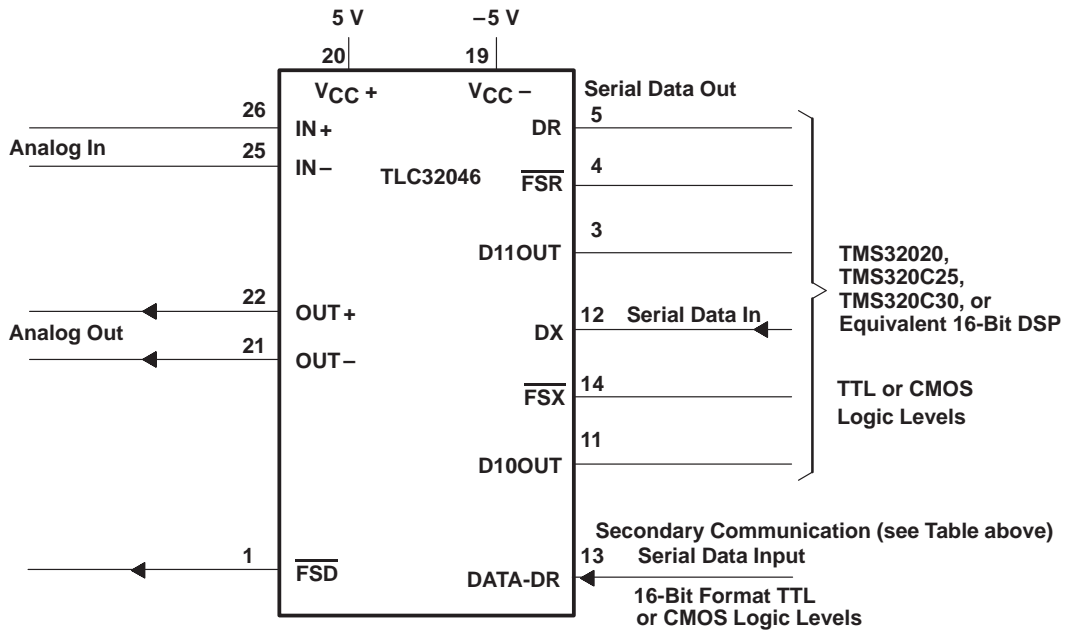 5 V
–5 V
20
19
VCC +
VCC –
Serial Data Out
26
IN+
DR
5
Analog In
25
IN–
TLC32046
FSR
4
D11OUT
3
TMS32020,
TMS320C25,
TMS320C30, or
Equivalent 16-Bit DSP
22
OUT+
Analog Out
21
OUT–
DX
12
Serial Data In
FSX
14
TTL or CMOS
Logic Levels
D10OUT
11
Secondary Communication (see Table above)
1
FSD
DATA-DR
13
Serial Data Input
16-Bit Format TTL
or CMOS Logic Levels